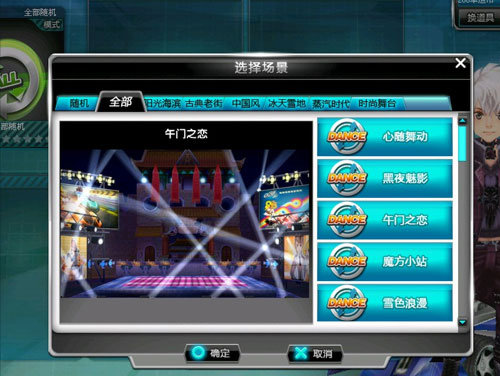 全部随机
模式
换道具
选择场景
随机 全部 阳光海滨 古典老街 中国风 冰天雪地 蒸汽时代 时尚舞台
午门之恋
DANCE 心随舞动
DANCE 黑夜魅影
DANCE 午门之恋
DANCE 魔方小站
DANCE 雪色浪漫
部随机
确定 取消